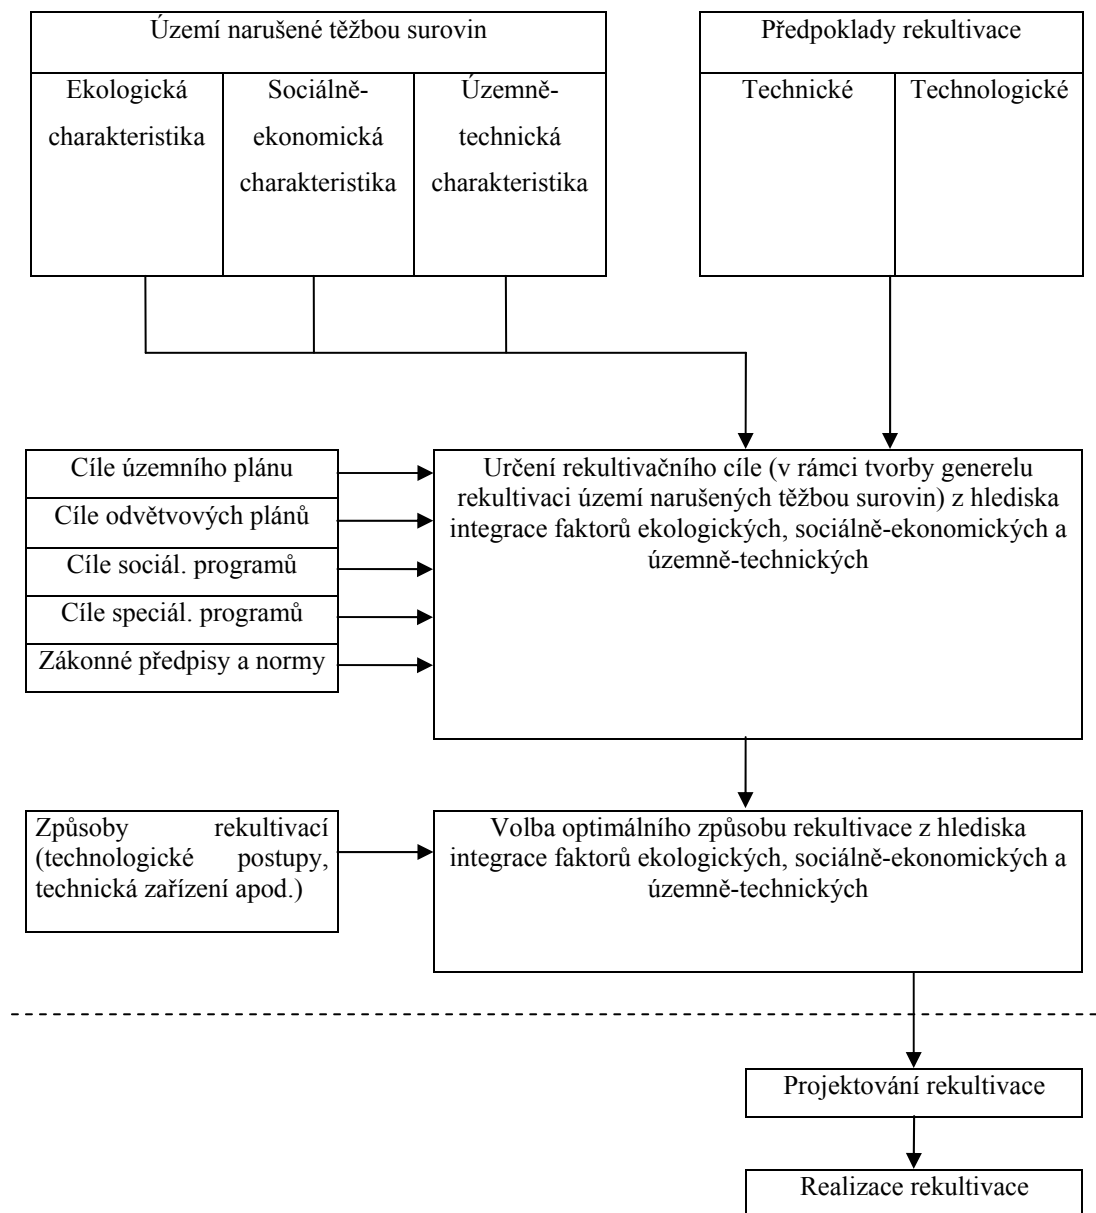 Území narušené těžbou surovin
Ekologická
charakteristika
Sociálně-
ekonomická
charakteristika
Územně-
technická
charakteristika
Předpoklady rekultivace
Technické
Technologické
Cíle územního plánu
Cíle odvětvových plánů
Cíle sociál. programů
Cíle speciál. programů
Zákonné předpisy a normy
Určení rekultivačního cíle (v rámci tvorby generelu
rekultivaci území narušených těžbou surovin) z hlediska
integrace faktorů ekologických, sociálně-ekonomických a
územně-technických
Způsoby rekultivací
(technologické postupy,
technická zařízení apod.)
Volba optimálního způsobu rekultivace z hlediska
integrace faktorů ekologických, sociálně-ekonomických a
územně-technických
Projektování rekultivace
Realizace rekultivace